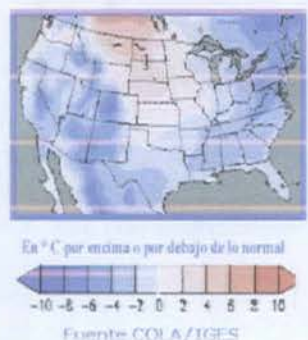 En °C por encima o por debajo de lo normal
-10 -8 -6 -4 -2 0 2 4 6 8 10
Fuente COLA/IGES